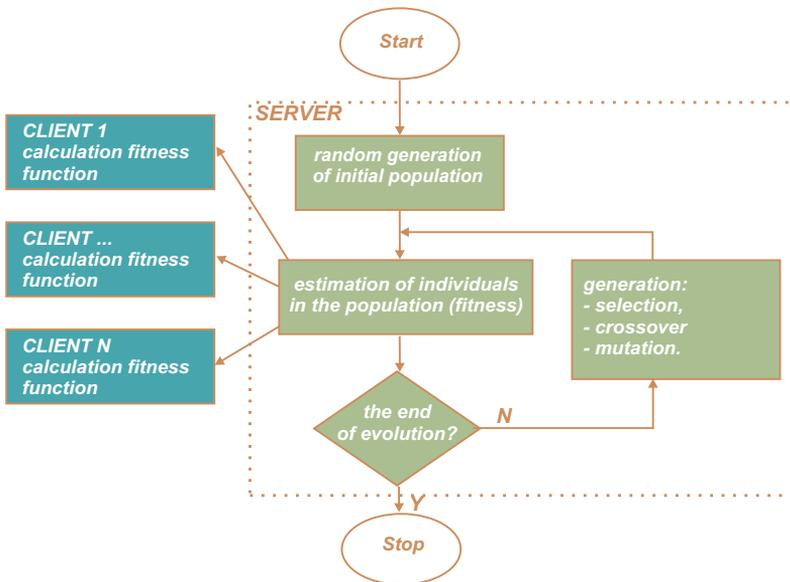 Start
SERVER
CLIENT 1
calculation fitness
function
random generation
of initial population
CLIENT ...
calculation fitness
function
estimation of individuals
in the population (fitness)
generation:
- selection,
- crossover
- mutation.
CLIENT N
calculation fitness
function
the end
of evolution?
N
Y
Stop